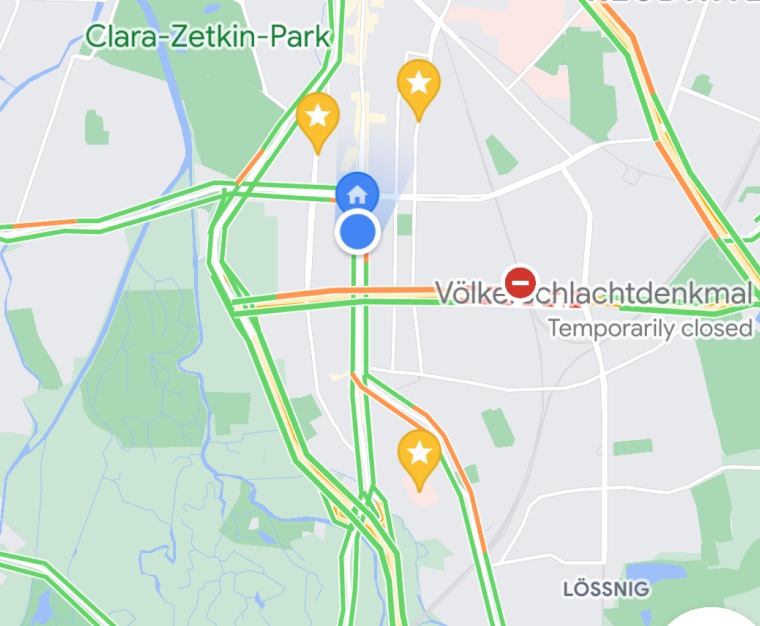 Clara-Zetkin-Park
Völkerschlachtdenkmal
Temporarily closed
LÖSSNIG